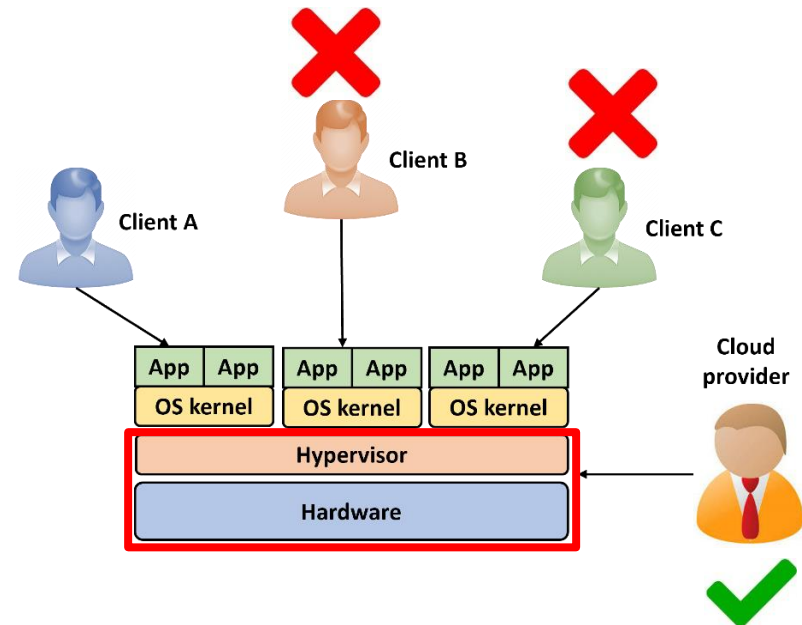 Client B
Client A
Client C
Cloud
provider
App App App App App App
OS kernel OS kernel OS kernel
Hypervisor
Hardware